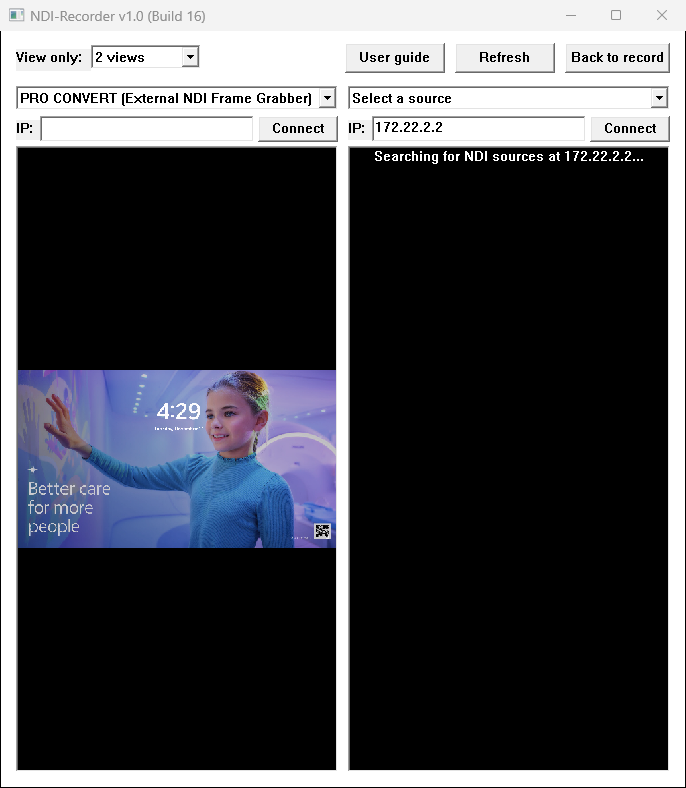 NDI-Recorder v1.0 (Build 16)
View only: 2 views
User guide
Refresh
Back to record
PRO CONVERT (External NDI Frame Grabber)
Select a source
IP:
Connect
IP: 172.22.2.2
Connect
Searching for NDI sources at 172.22.2.2...
4:29
Better care
for more
people